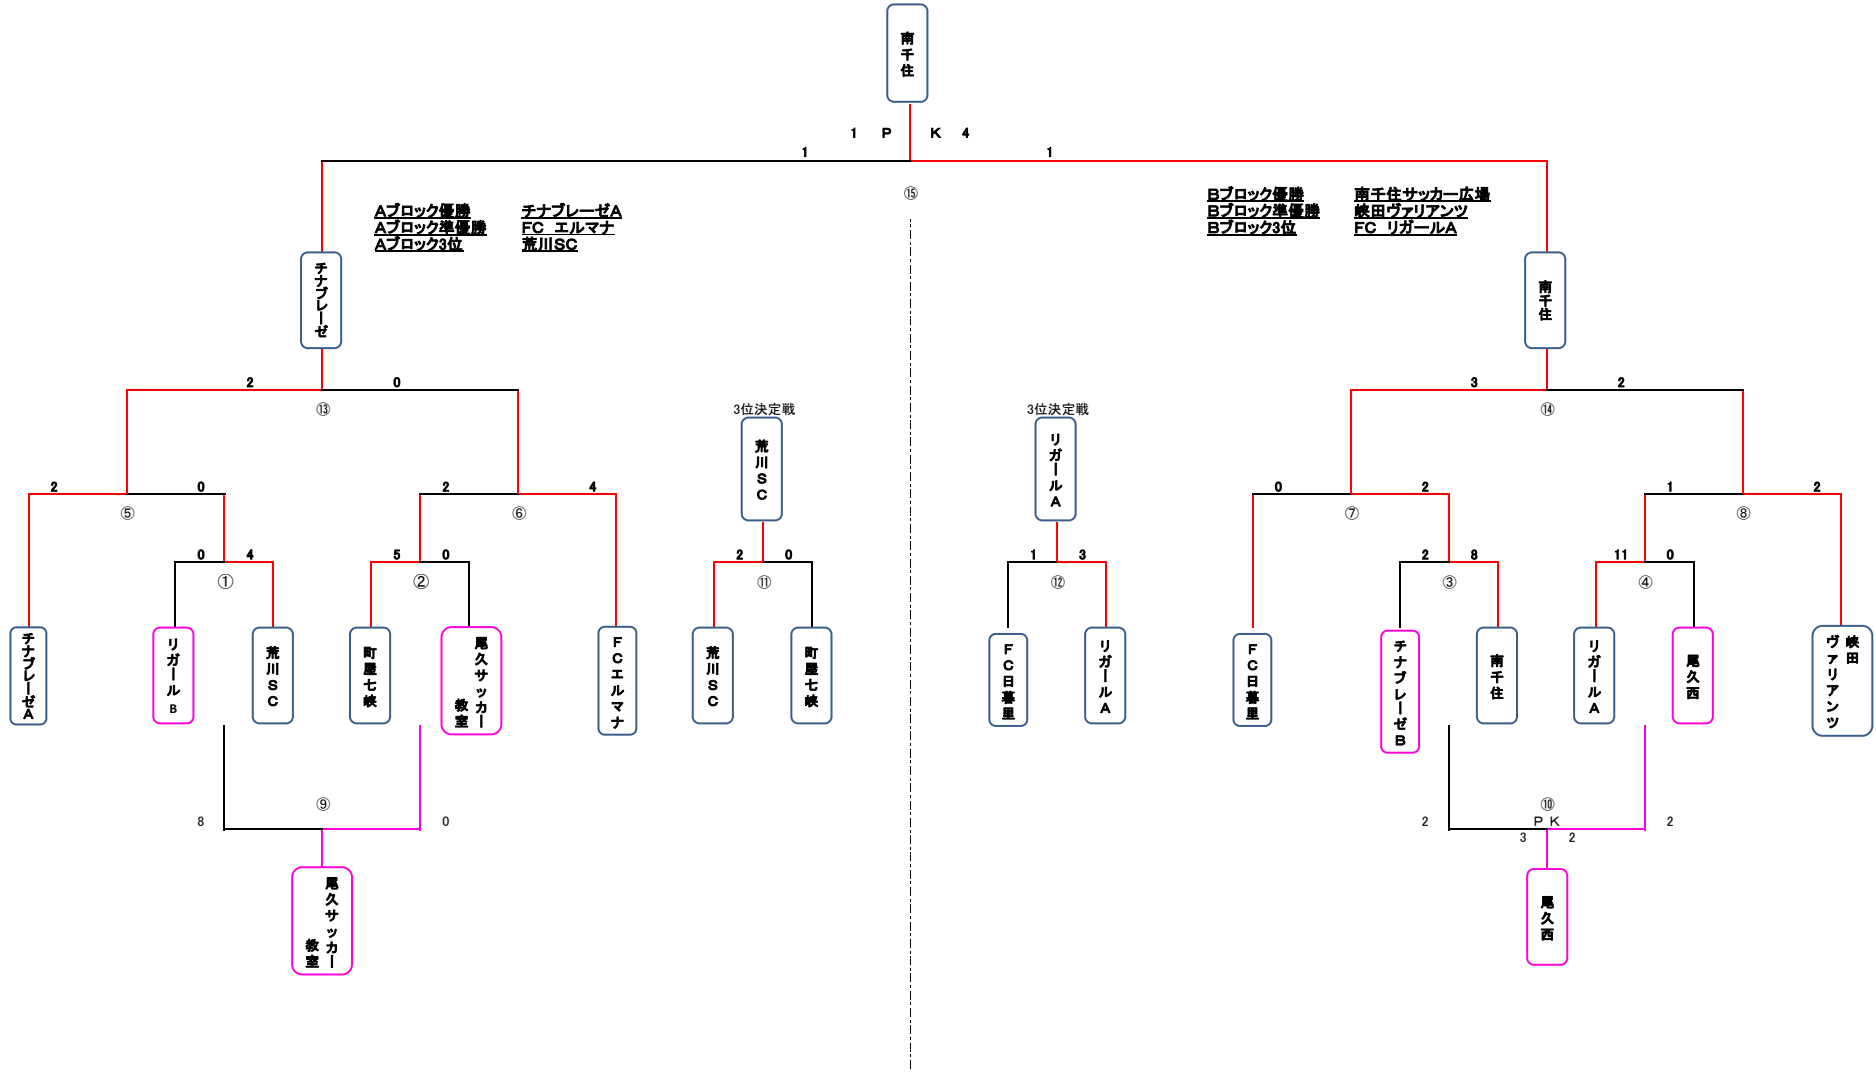 南千住
1 P K 4
1 1
⑮
Aブロック優勝 チナブレーゼA
Aブロック準優勝 FC エルマナ
Aブロック3位 荒川SC
Bブロック優勝 南千住サッカー広場
Bブロック準優勝 峡田ヴァリアンツ
Bブロック3位 FC リガールA
チナブレーゼ
南千住
2 0
⑬
3 2
⑭
3位決定戦
荒川SC
3位決定戦
リガールA
2 0
⑤
2 4
⑥
0 2
⑦
1 2
⑧
0 4
①
5 0
②
2 0
⑪
1 3
⑫
2 8
③
11 0
④
チナブレーゼA
リガールB
荒川SC
町屋七峡
尾久サッカー
教室
FCエルマナ
荒川SC
町屋七峡
FC日暮里
リガールA
FC日暮里
チナブレーゼB
南千住
リガールA
尾久西
峡田
ヴァリアンツ
⑨
8 0
尾久サッカー
教室
⑩
2 PK 2
3 2
尾久西